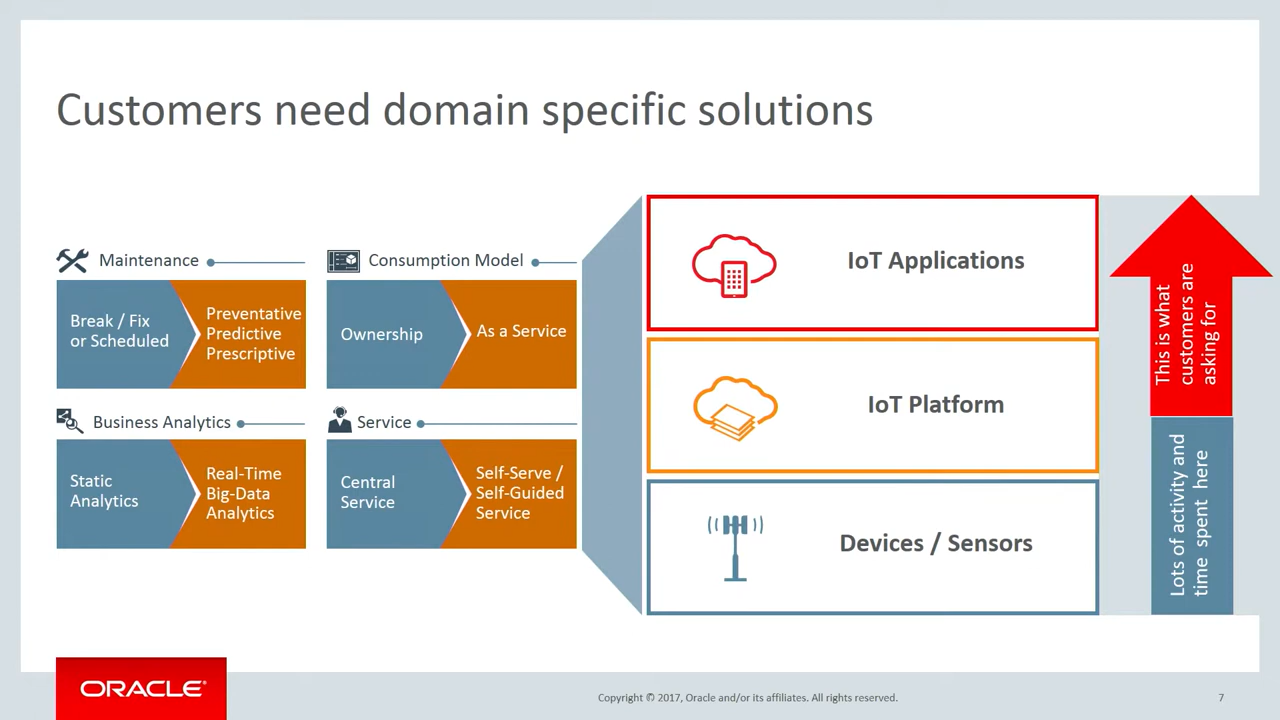 Customers need domain specific solutions
Maintenance
Break / Fix
or Scheduled
Preventative
Predictive
Prescriptive
Consumption Model
Ownership
As a Service
Business Analytics
Static
Analytics
Real-Time
Big-Data
Analytics
Service
Central
Service
Self-Serve /
Self-Guided
Service
IoT Applications
IoT Platform
Devices / Sensors
This is what
customers are
asking for
Lots of activity and
time spent here
ORACLE®
Copyright © 2017, Oracle and/or its affiliates. All rights reserved.
7